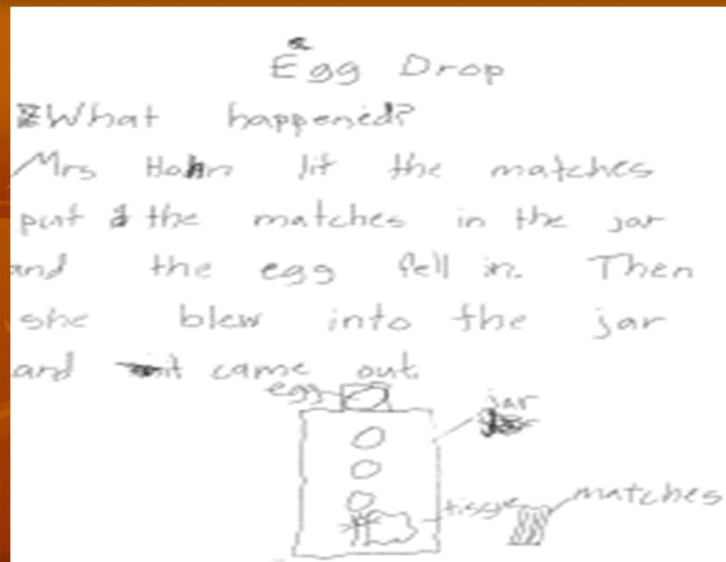 Egg Drop
What happened?
Mrs Hahn lit the matches
put the matches in the jar
and the egg fell in. Then
she blew into the jar
and it came out.
egg
jar
tissue
matches